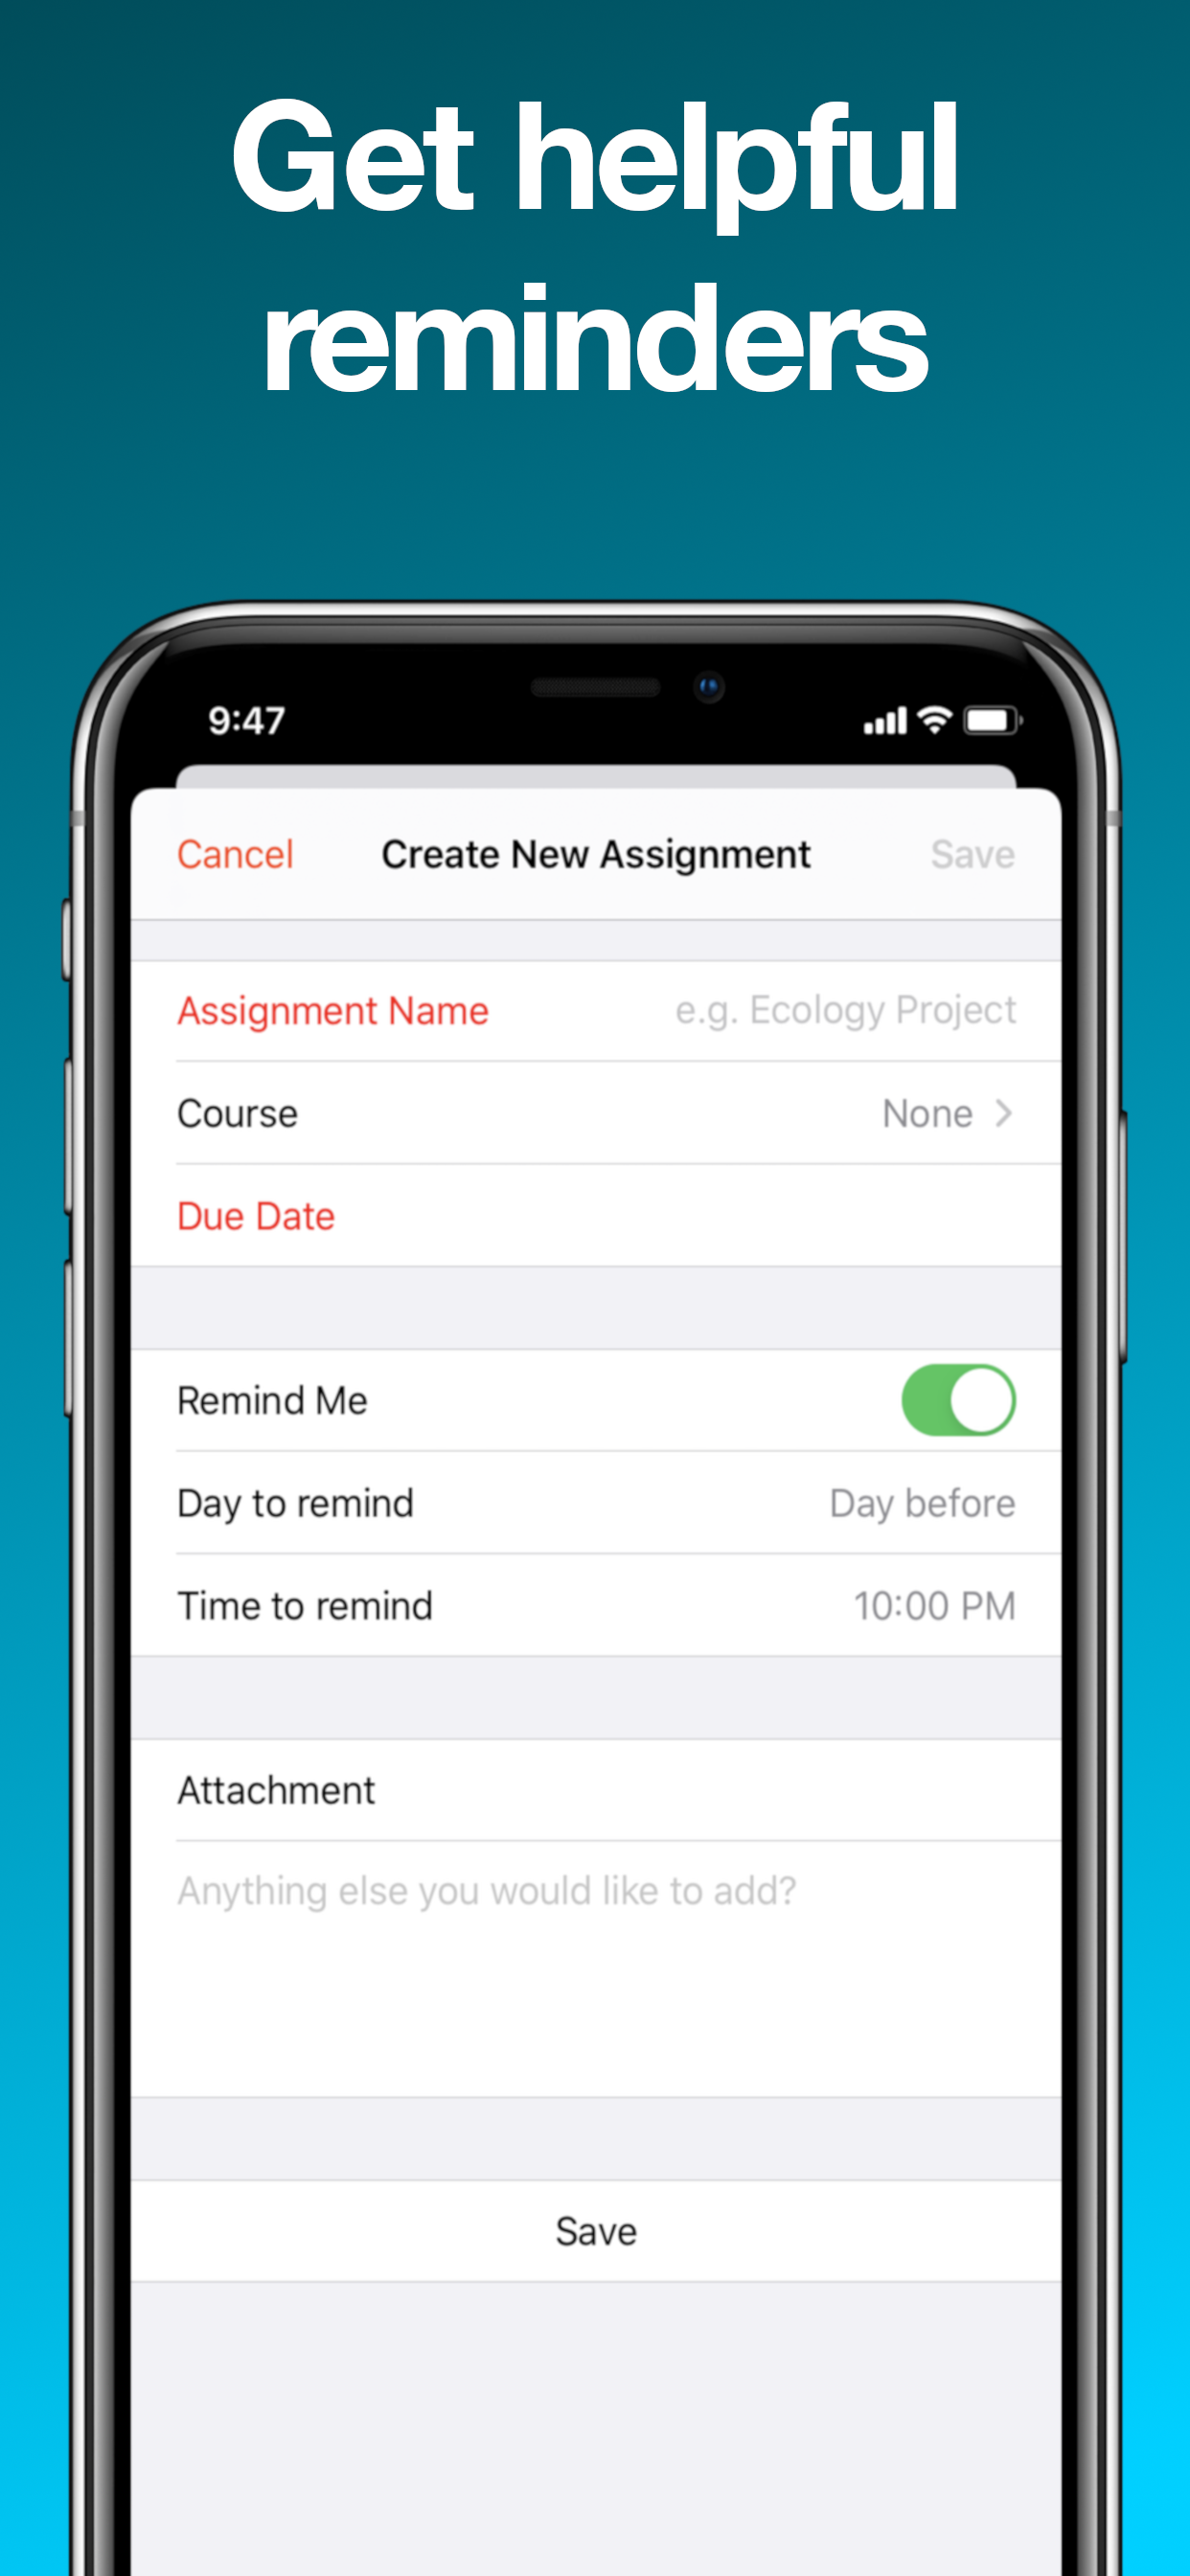 Get helpful
reminders
9:47
Cancel Create New Assignment Save
Assignment Name e.g. Ecology Project
Course None
Due Date
Remind Me
Day to remind Day before
Time to remind 10:00 PM
Attachment
Anything else you would like to add?
Save